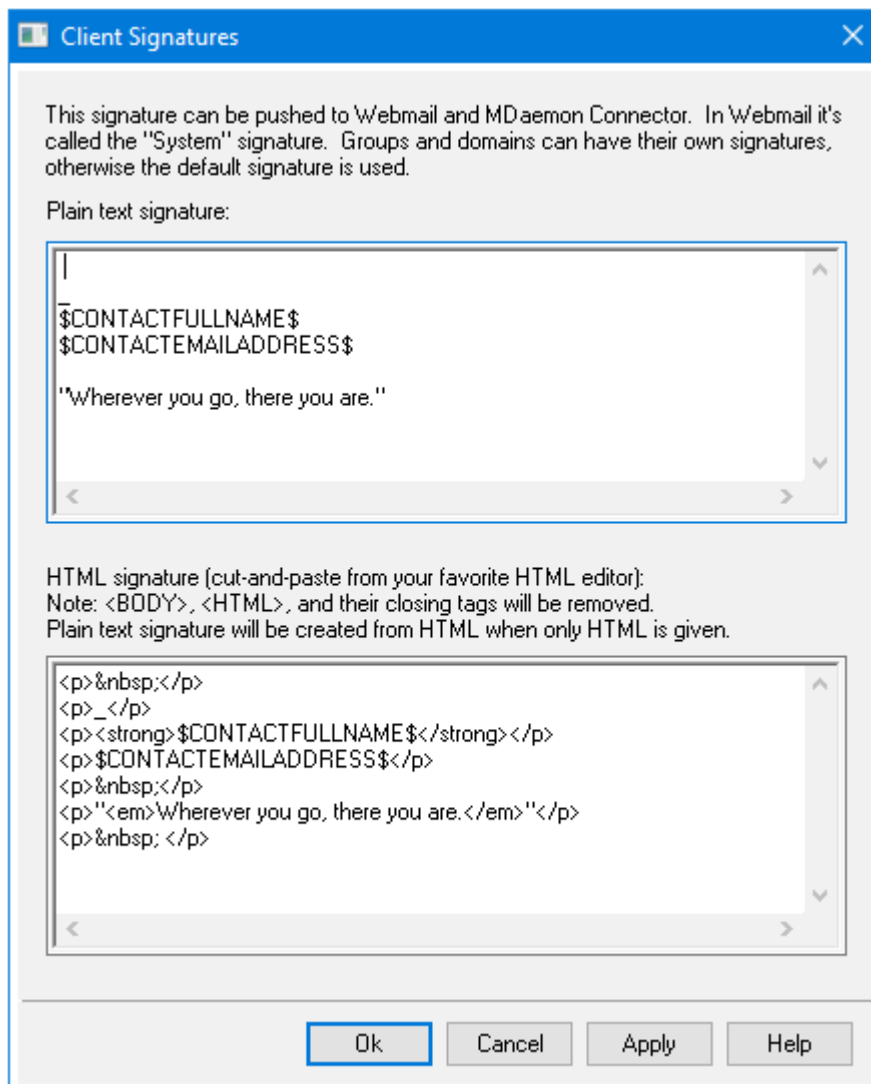 Client Signatures
This signature can be pushed to Webmail and MDaemon Connector.  In Webmail it's
called the "System" signature.  Groups and domains can have their own signatures,
otherwise the default signature is used.
Plain text signature:
_
$CONTACTFULLNAME$
$CONTACTEMAILADDRESS$
"Wherever you go, there you are."
HTML signature (cut-and-paste from your favorite HTML editor):
Note: <BODY>, <HTML>, and their closing tags will be removed.
Plain text signature will be created from HTML when only HTML is given.
<p>&nbsp;</p>
<p>_</p>
<p><strong>$CONTACTFULLNAME$</strong></p>
<p>$CONTACTEMAILADDRESS$</p>
<p>&nbsp;</p>
<p>"<em>Wherever you go, there you are.</em>"</p>
<p>&nbsp; </p>
Ok Cancel Apply Help